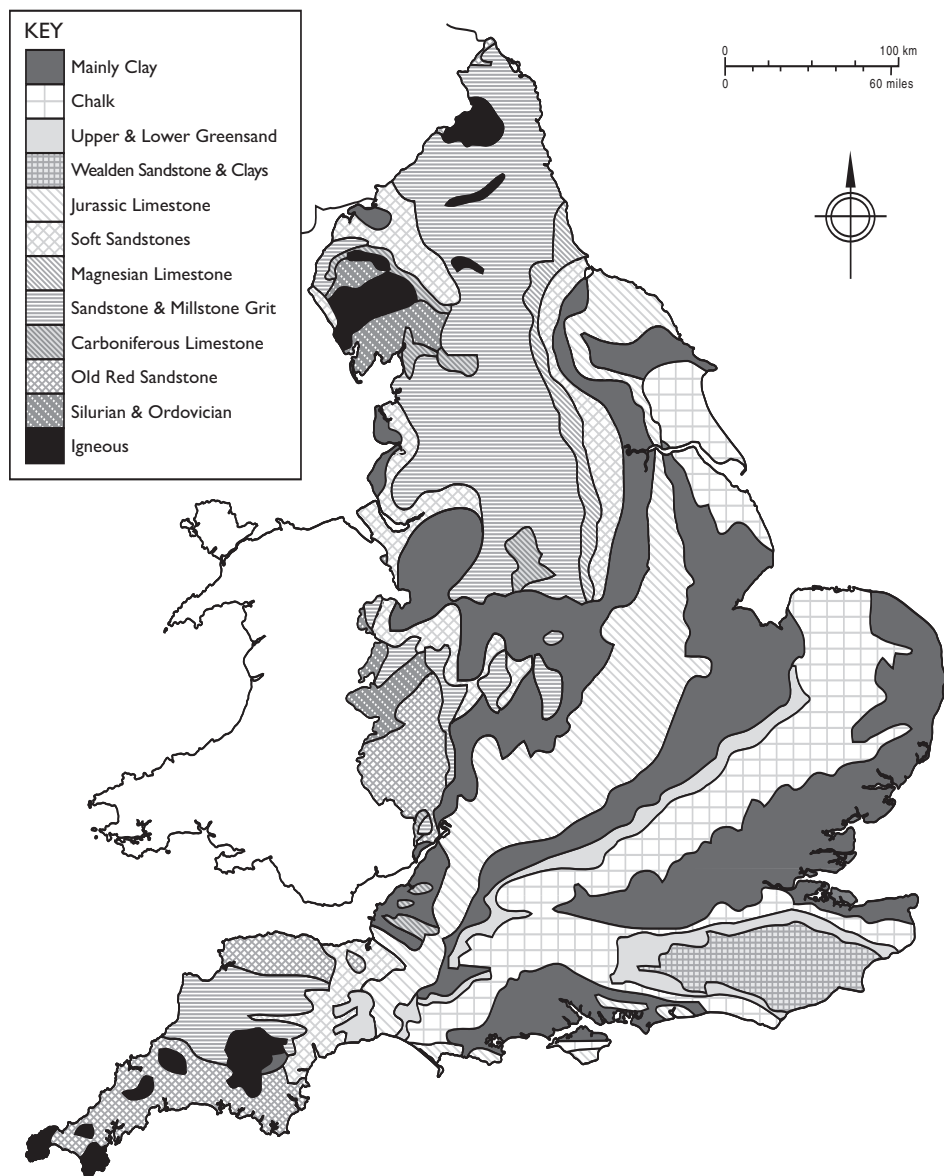 KEY
Mainly Clay
Chalk
Upper & Lower Greensand
Wealden Sandstone & Clays
Jurassic Limestone
Soft Sandstones
Magnesian Limestone
Sandstone & Millstone Grit
Carboniferous Limestone
Old Red Sandstone
Silurian & Ordovician
Igneous
0 100 km
0 60 miles